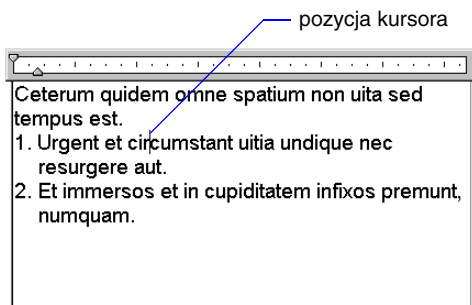 pozycja kursora
Ceterum quidem omne spatium non uita sed
tempus est.
1. Urgent et circumstant uitia undique nec
resurgere aut.
2. Et immersos et in cupiditatem infixos premunt,
numquam.